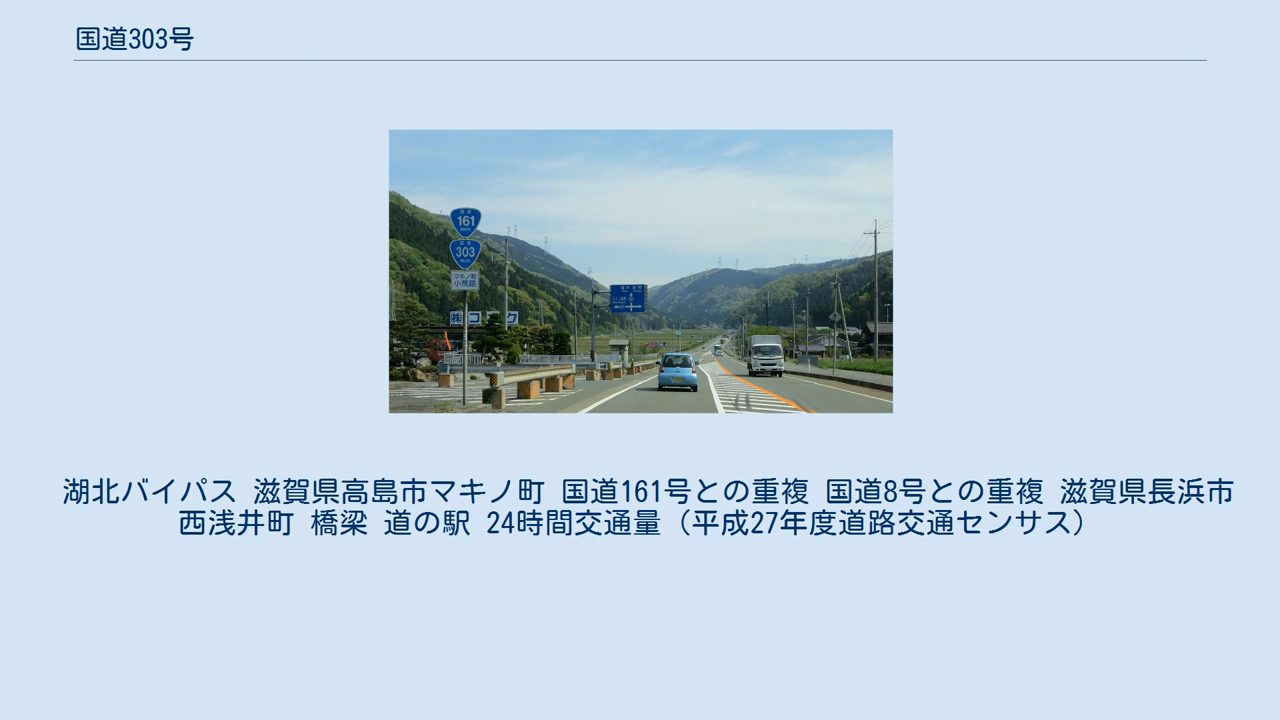 国道303号
161
303
マキノ町
小荒路
湖北バイパス 滋賀県高島市マキノ町 国道161号との重複 国道8号との重複 滋賀県長浜市
西浅井町 橋梁 道の駅 24時間交通量（平成27年度道路交通センサス）